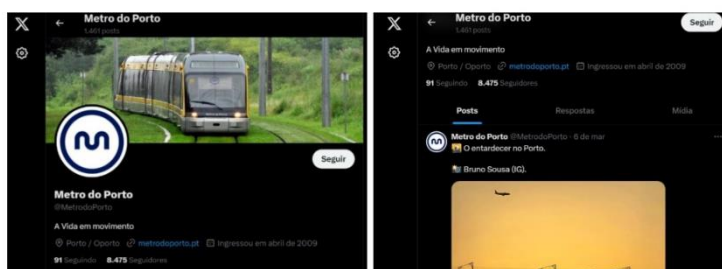 Metro do Porto
1.461 posts
Seguir
Metro do Porto
@MetrodoPorto
A Vida em movimento
Porto / Oporto metrodoporto.pt Ingressou em abril de 2009
91 Seguindo 8.475 Seguidores
Metro do Porto
1.461 posts
Seguir
A Vida em movimento
Porto / Oporto metrodoporto.pt Ingressou em abril de 2009
91 Seguindo 8.475 Seguidores
Posts Respostas Mídia
Metro do Porto @MetrodoPorto · 6 de mar
O entardecer no Porto.
Bruno Sousa (IG).